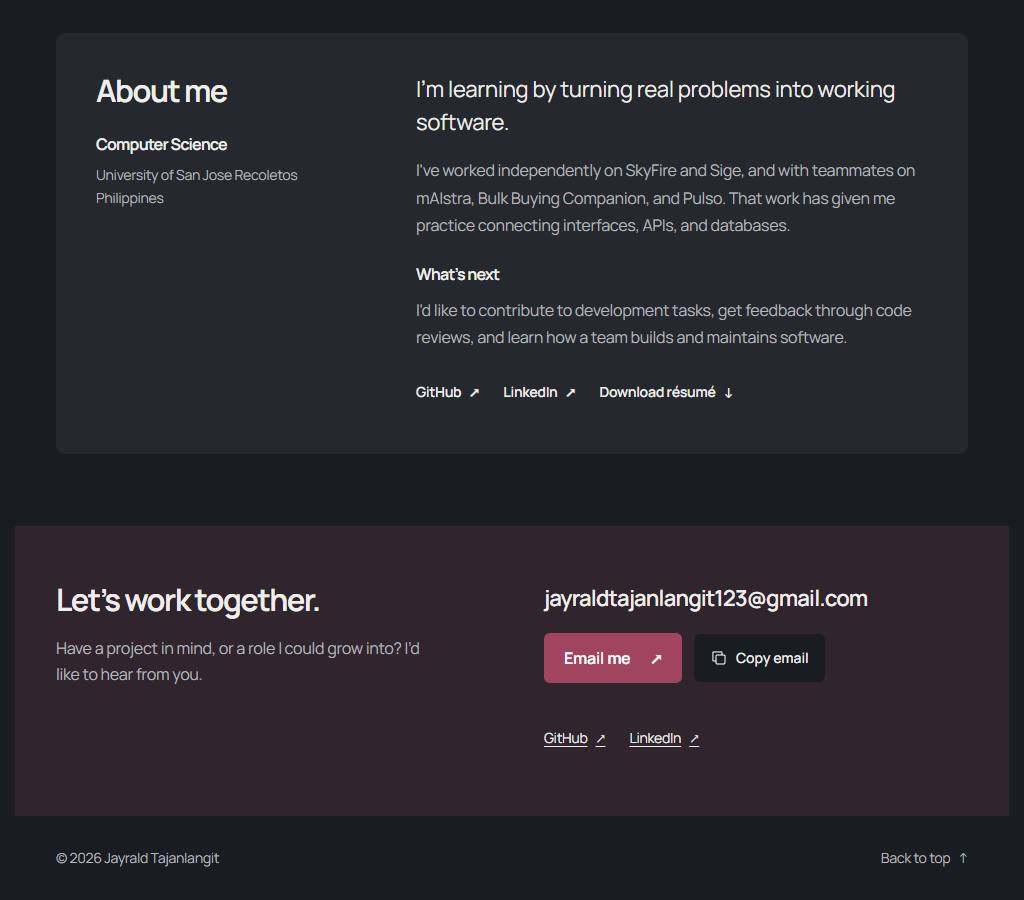 About me
Computer Science
University of San Jose Recoletos
Philippines
I’m learning by turning real problems into working
software.
I’ve worked independently on SkyFire and Sige, and with teammates on
mAIstra, Bulk Buying Companion, and Pulso. That work has given me
practice connecting interfaces, APIs, and databases.
What’s next
I’d like to contribute to development tasks, get feedback through code
reviews, and learn how a team builds and maintains software.
GitHub ↗ LinkedIn ↗ Download résumé ↓
Let’s work together.
Have a project in mind, or a role I could grow into? I’d
like to hear from you.
jayraldtajanlangit123@gmail.com
Email me ↗ Copy email
GitHub ↗ LinkedIn ↗
© 2026 Jayrald Tajanlangit
Back to top ↑